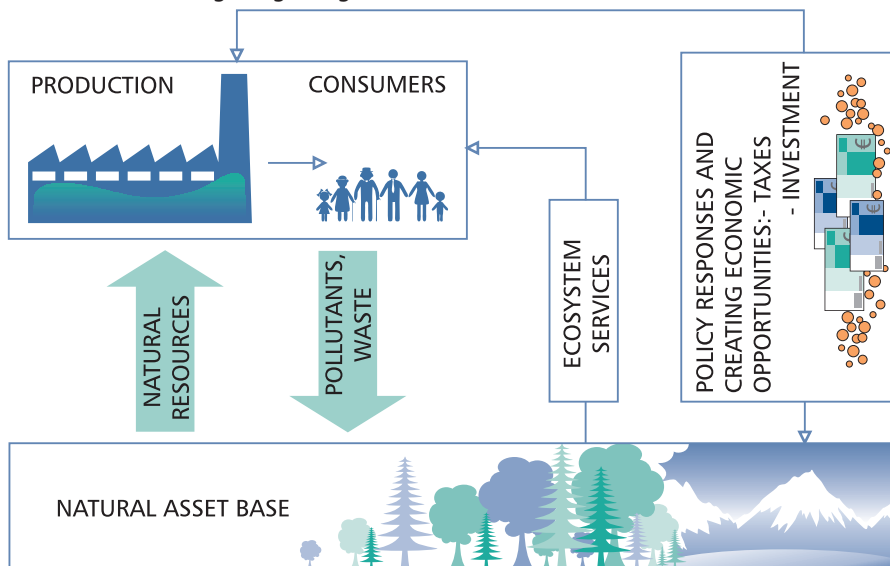 PRODUCTION
CONSUMERS
POLICY RESPONSES AND
CREATING ECONOMIC
OPPORTUNITIES:- TAXES
- INVESTMENT
€
€
€
NATURAL
RESOURCES
POLLUTANTS,
WASTE
ECOSYSTEM
SERVICES
NATURAL ASSET BASE